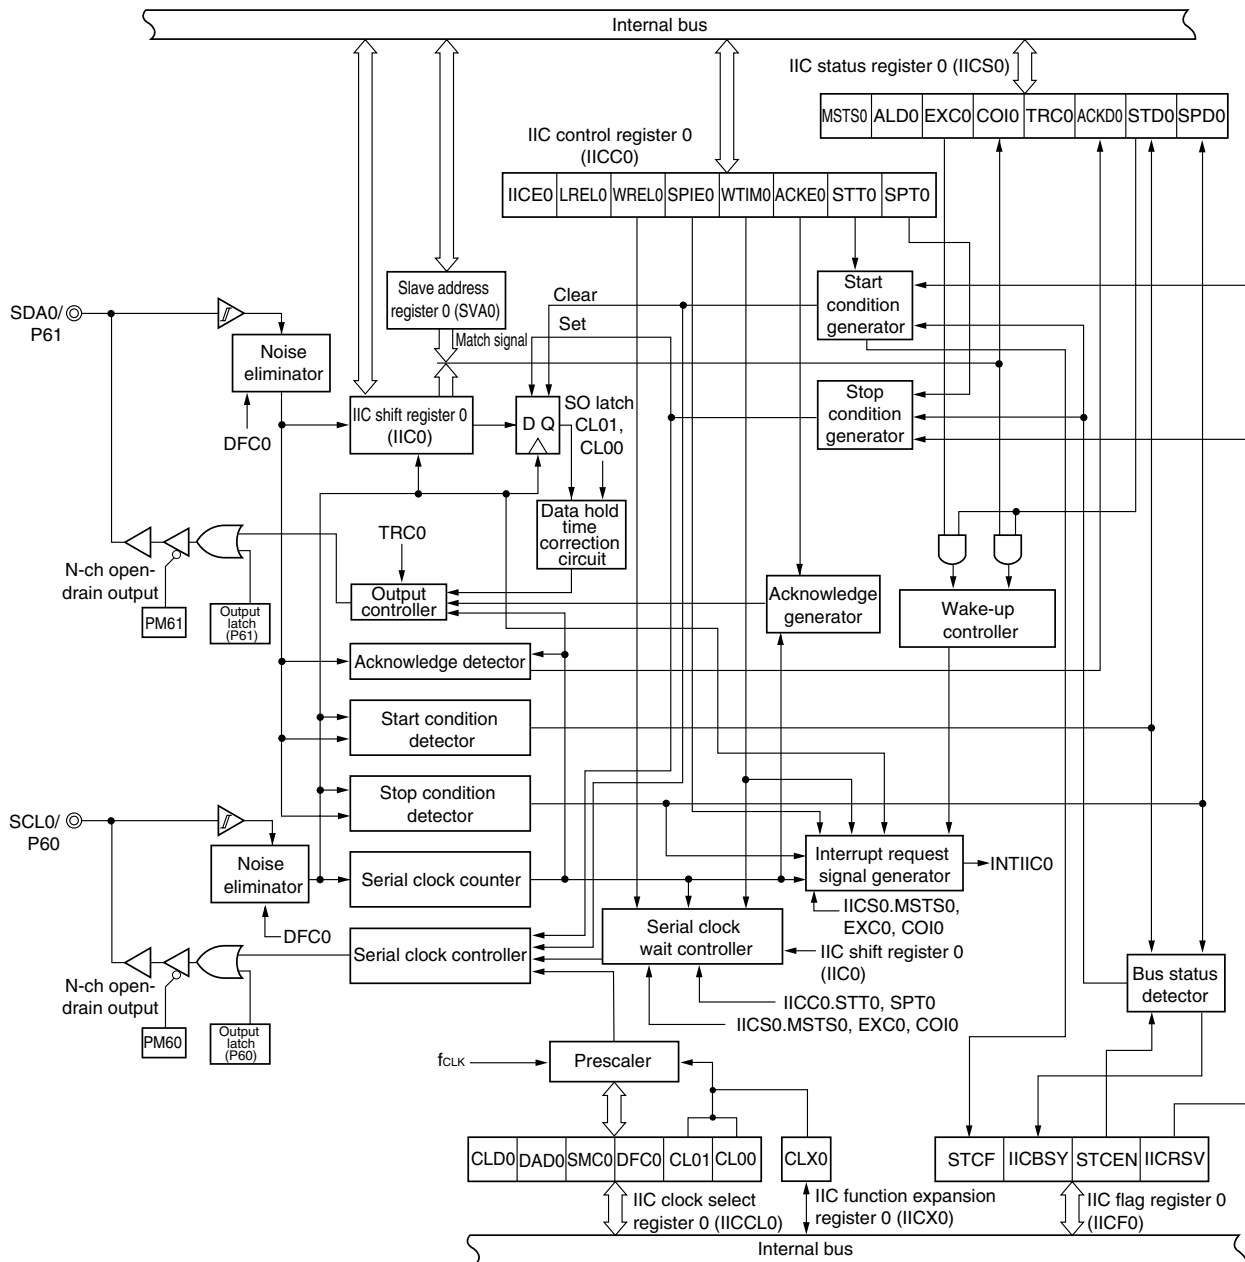 Internal bus
IIC status register 0 (IICS0)
MSTS0 ALD0 EXC0 COI0 TRC0 ACKD0 STD0 SPD0
IIC control register 0
(IICC0)
IICE0 LREL0 WREL0 SPIE0 WTIM0 ACKE0 STT0 SPT0
Slave address
register 0 (SVA0)
Match signal
Clear
Set
Start
condition
generator
SDA0/
P61
Noise
eliminator
DFC0
IIC shift register 0
(IIC0)
D Q
SO latch
CL01,
CL00
Stop
condition
generator
Data hold
time
correction
circuit
TRC0
N-ch open-
drain output
PM61
Output
latch
(P61)
Output
controller
Acknowledge
generator
Wake-up
controller
Acknowledge detector
Start condition
detector
Stop condition
detector
SCL0/
P60
Noise
eliminator
DFC0
Serial clock counter
Interrupt request
signal generator
INTIIC0
IICS0.MSTS0,
EXC0, COI0
Serial clock
wait controller
IIC shift register 0
(IIC0)
Serial clock controller
N-ch open-
drain output
PM60
Output
latch
(P60)
IICC0.STT0, SPT0
IICS0.MSTS0, EXC0, COI0
Bus status
detector
fCLK
Prescaler
CLD0 DAD0 SMC0 DFC0 CL01 CL00
CLX0
STCF IICBSY STCEN IICRSV
IIC clock select
register 0 (IICCL0)
IIC function expansion
register 0 (IICX0)
IIC flag register 0
(IICF0)
Internal bus